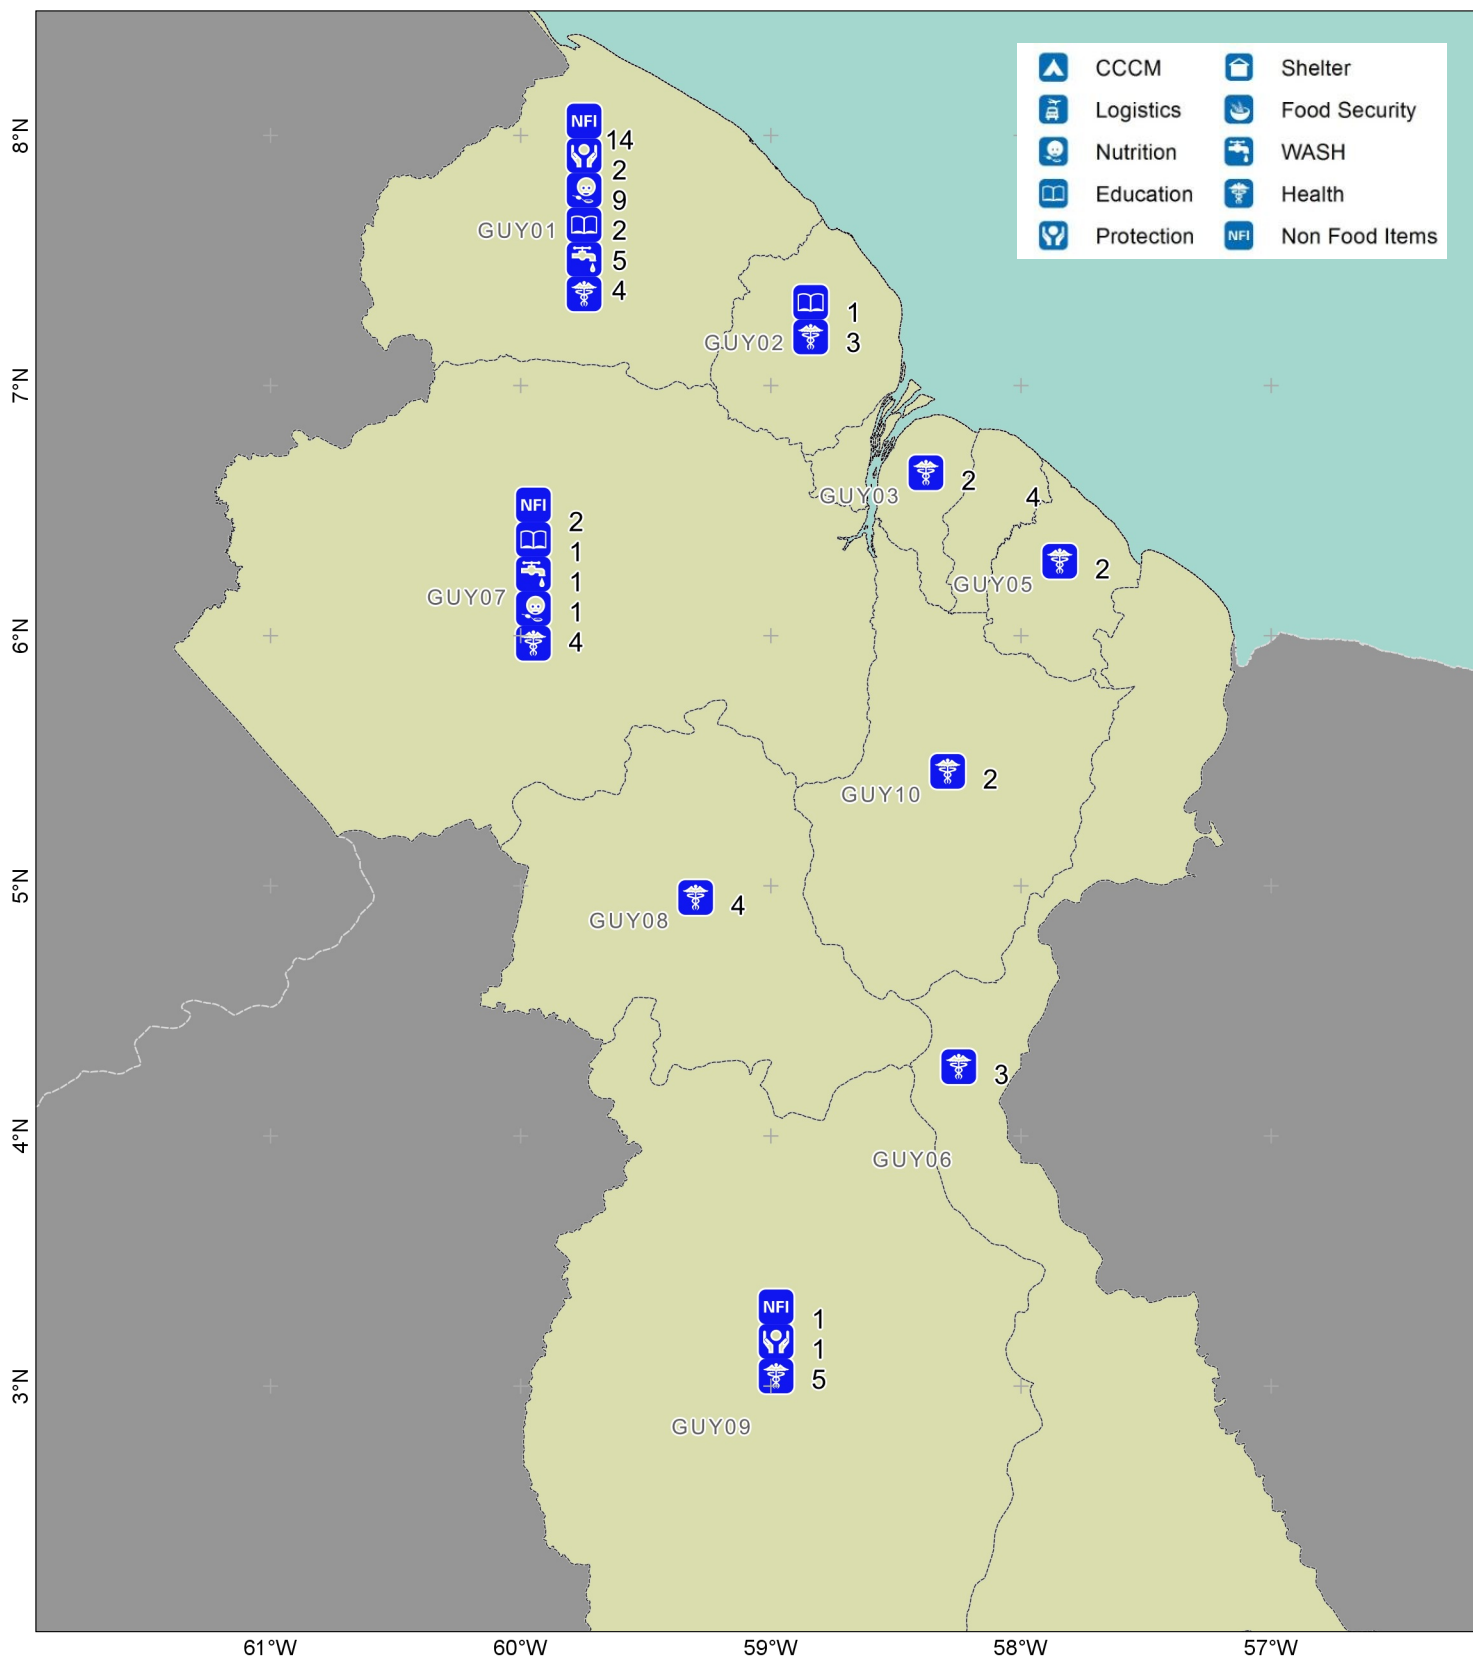 CCCM Shelter
Logistics Food Security
Nutrition WASH
Education Health
Protection NFI Non Food Items
8°N
7°N
6°N
5°N
4°N
3°N
NFI
14
2
9
GUY01 2
5
4
1
GUY02 3
2
GUY03
4
2
GUY05
NFI
2
1
1
GUY07 1
4
2
GUY10
4
GUY08
3
GUY06
NFI
1
1
5
GUY09
61°W 60°W 59°W 58°W 57°W